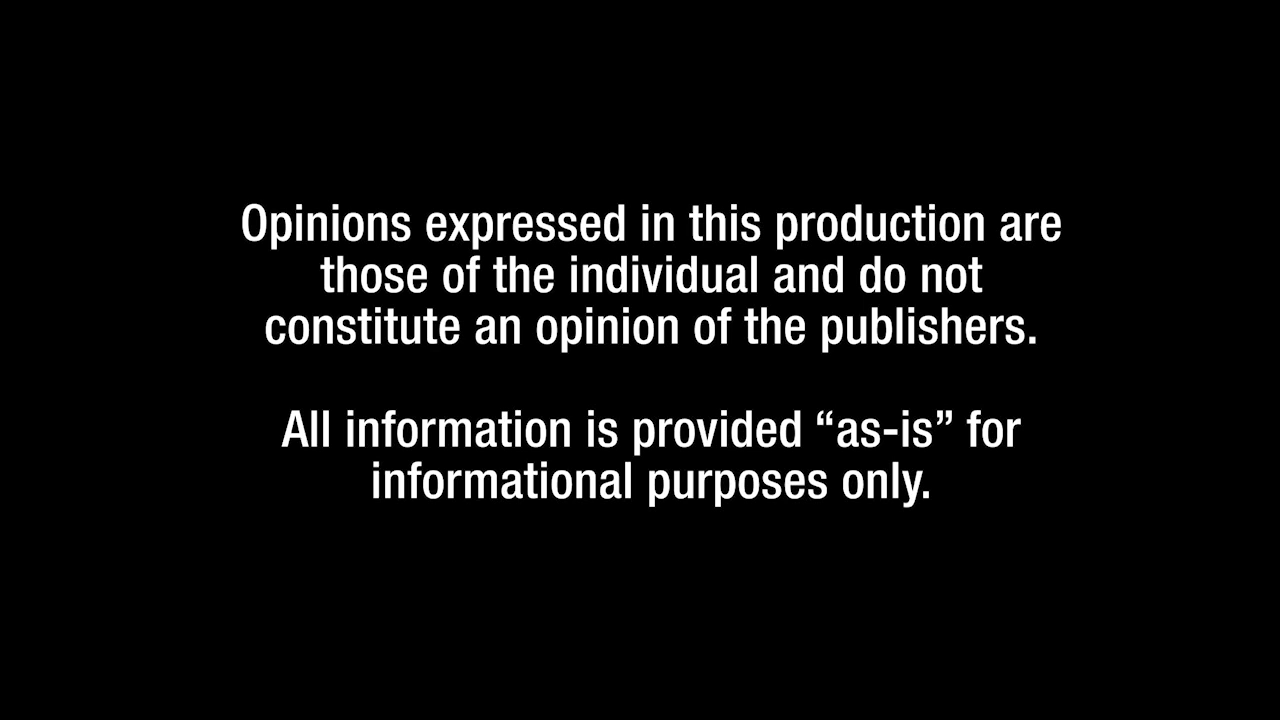 Opinions expressed in this production are
those of the individual and do not
constitute an opinion of the publishers.
All information is provided “as-is” for
informational purposes only.